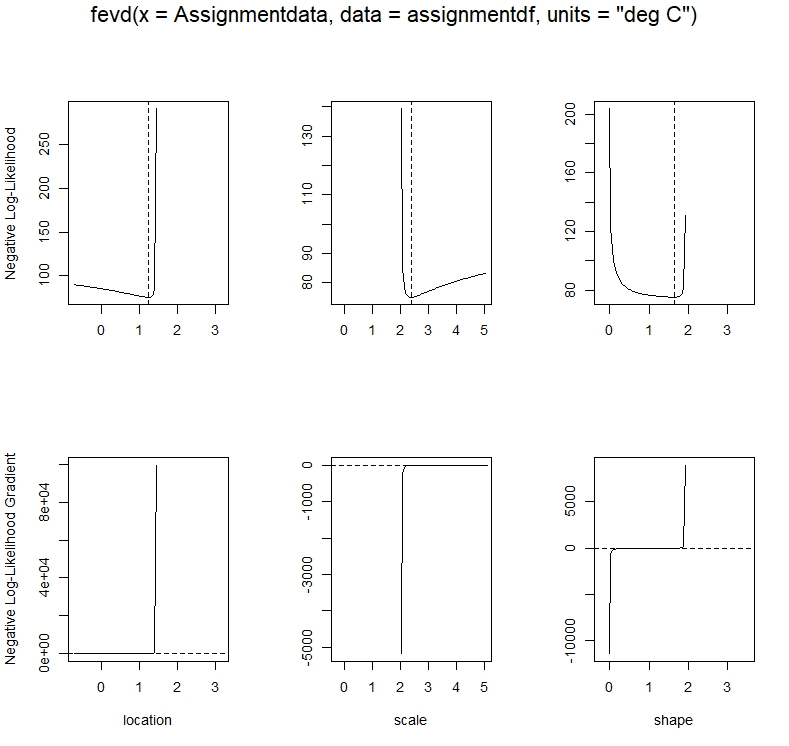 fevd(x = Assignmentdata, data = assignmentdf, units = "deg C")
Negative Log-Likelihood
250
200
150
100
0 1 2 3
130
110
90
80
0 1 2 3 4 5
200
160
120
80
0 1 2 3
Negative Log-Likelihood Gradient
8e+04
4e+04
0e+00
0 1 2 3
location
0
-1000
-3000
-5000
0 1 2 3 4 5
scale
5000
0
-10000
0 1 2 3
shape